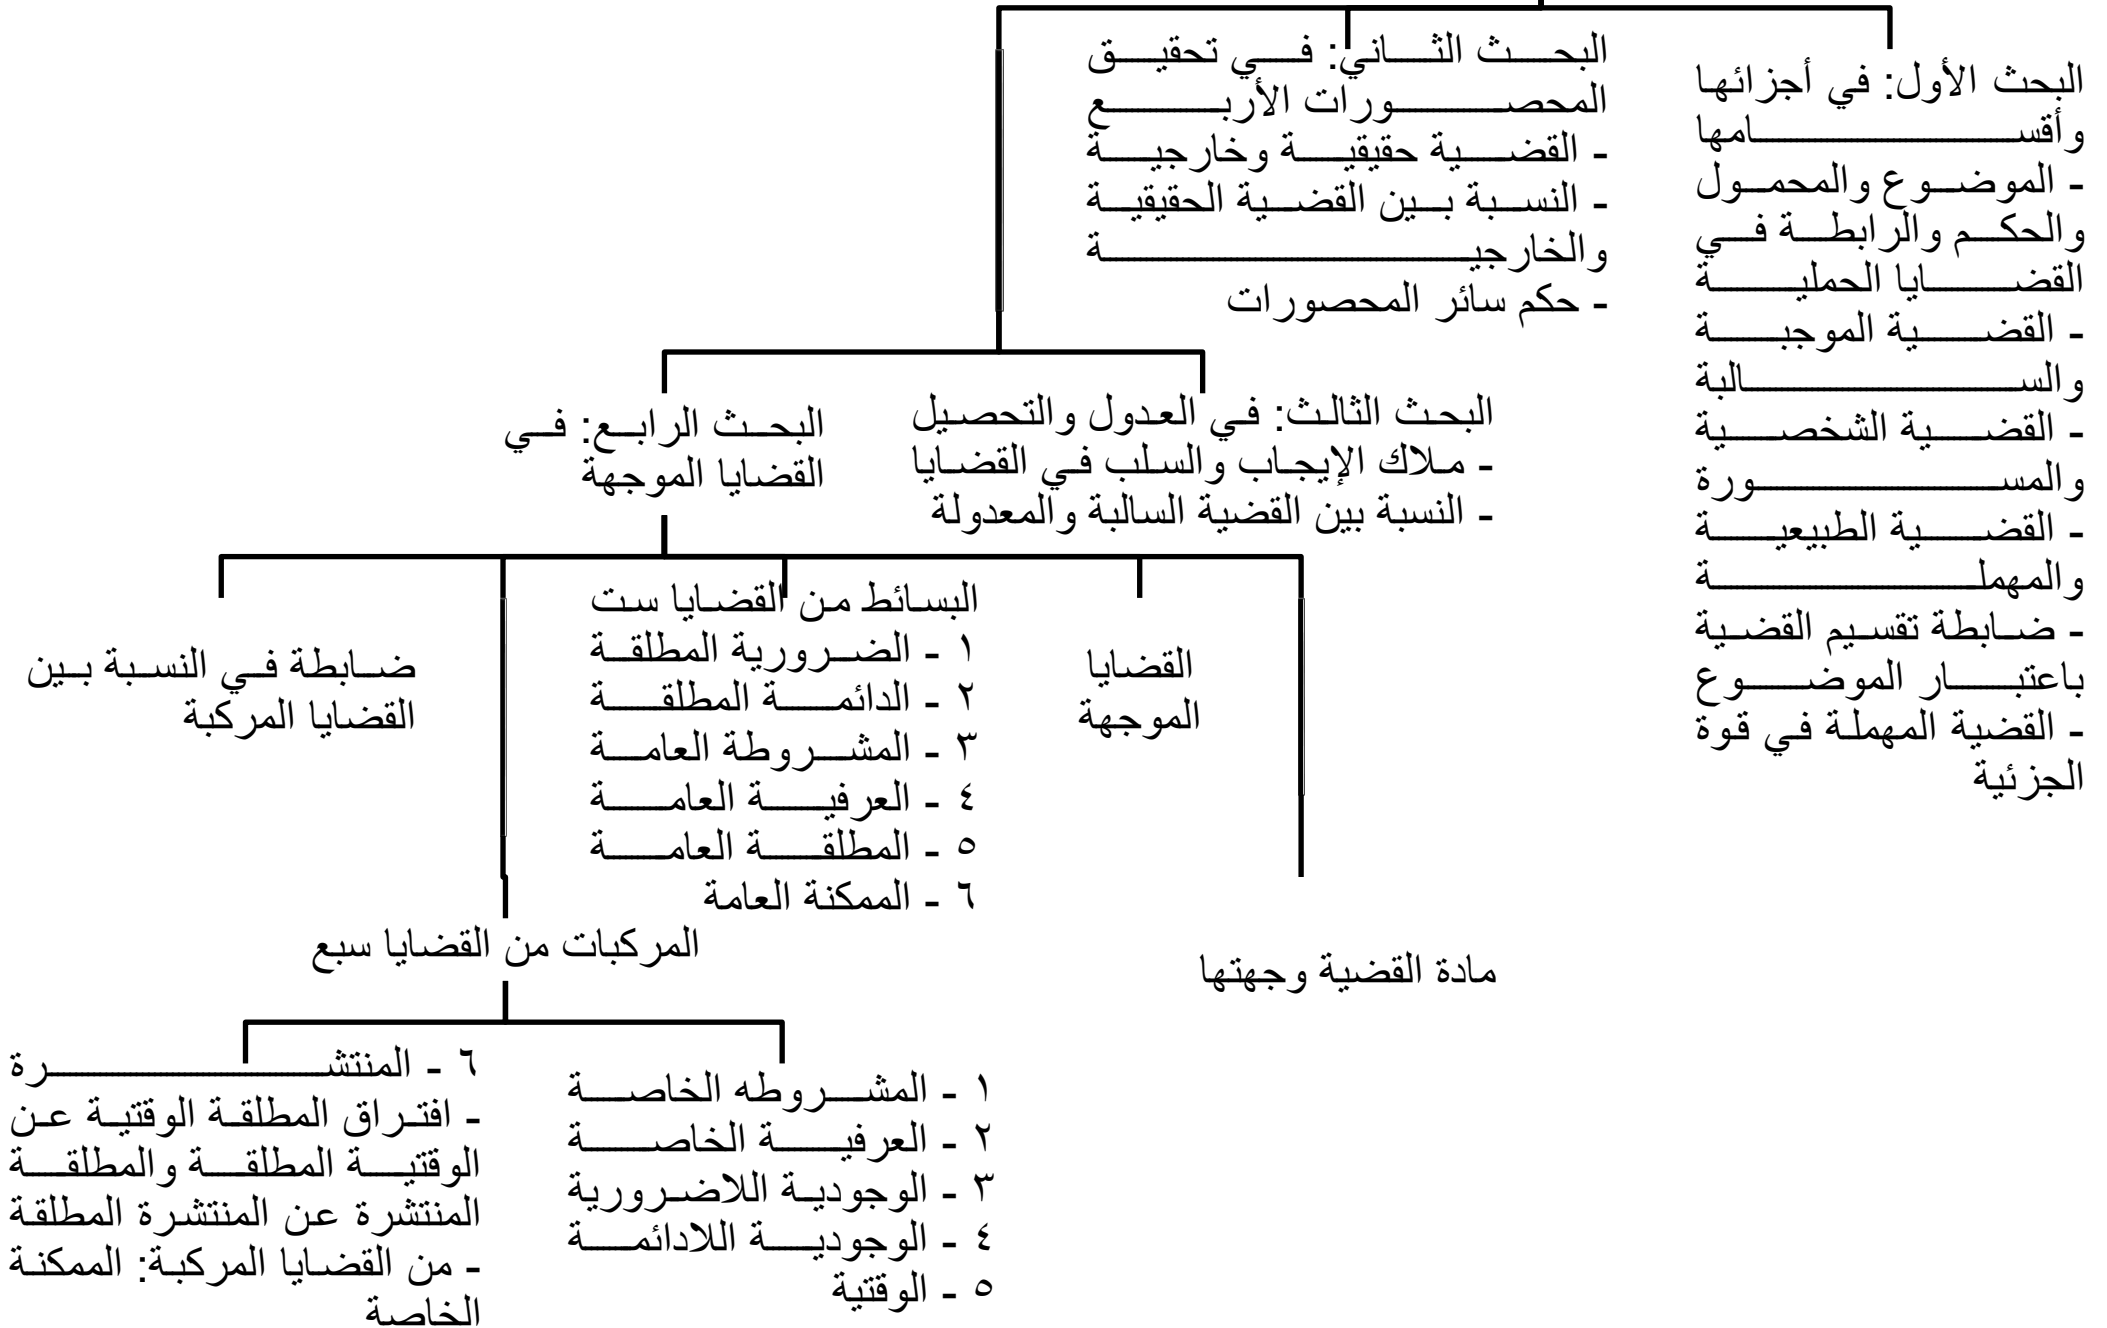 البحث الأول: في أجزائها
وأقسامها
- الموضوع والمحمول
والحكم والرابطة في
القضايا الحملية
- القضية الموجبة
والسالبة
- القضية الشخصية
والمسورة
- القضية الطبيعية
والمهملة
- ضابطة تقسيم القضية
باعتبار الموضوع
- القضية المهملة في قوة
الجزئية
البحث الثاني: في تحقيق
المحصورات الأربع
- القضية حقيقية وخارجية
- النسبة بين القضية الحقيقية
والخارجية
- حكم سائر المحصورات
البحث الثالث: في العدول والتحصيل
- ملاك الإيجاب والسلب في القضايا
- النسبة بين القضية السالبة والمعدولة
البحث الرابع: في
القضايا الموجهة
مادة القضية وجهتها
القضايا
الموجهة
البسائط من القضايا ست
١ - الضرورية المطلقة
٢ - الدائمة المطلقة
٣ - المشروطة العامة
٤ - العرفية العامة
٥ - المطلقة العامة
٦ - الممكنة العامة
المركبات من القضايا سبع
ضابطة في النسبة بين
القضايا المركبة
١ - المشروطه الخاصة
٢ - العرفية الخاصة
٣ - الوجودية اللاضرورية
٤ - الوجودية اللادائمة
٥ - الوقتية
٦ - المنتشرة
- افتراق المطلقة الوقتية عن
الوقتية المطلقة والمطلقة
المنتشرة عن المنتشرة المطلقة
- من القضايا المركبة: الممكنة
الخاصة